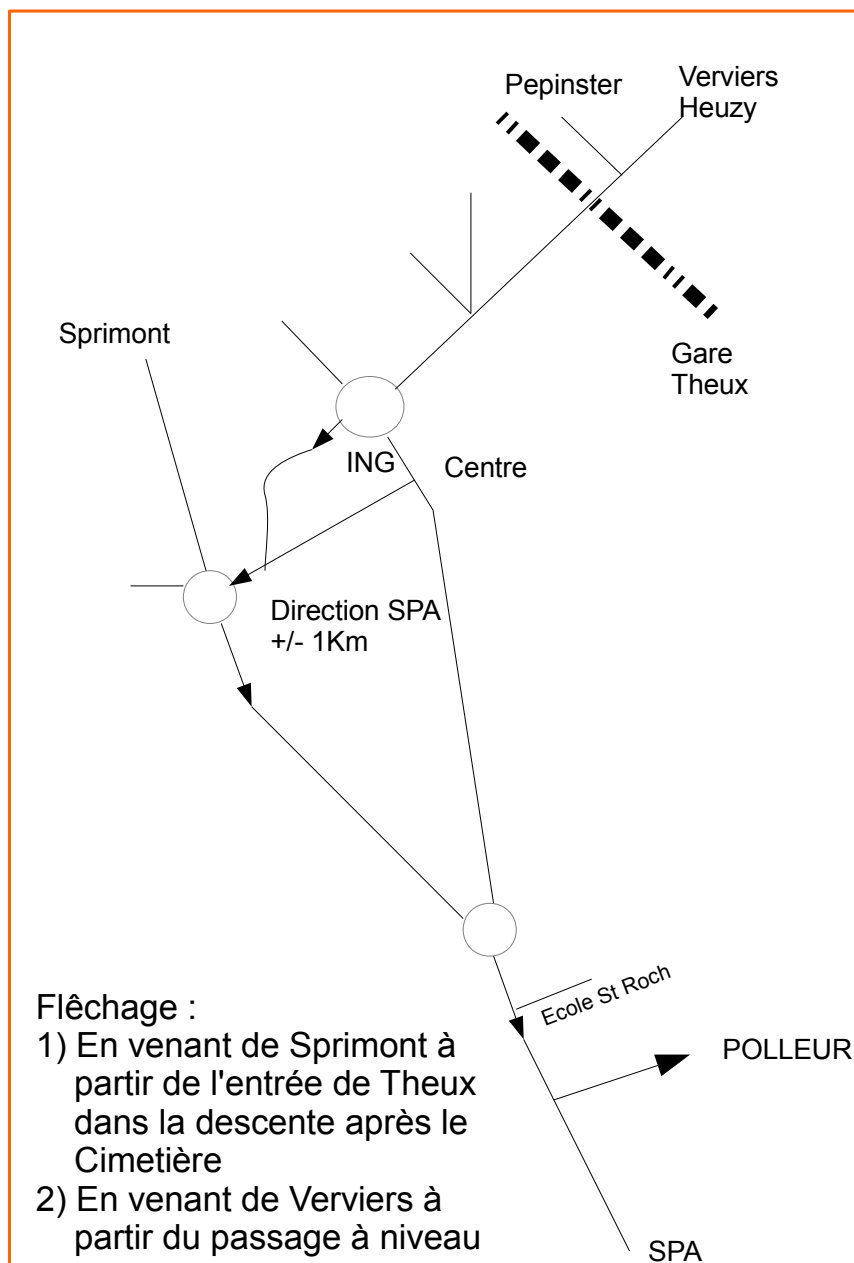 Pepinster
Verviers
Heuzy
Sprimont
Gare
Theux
ING
Centre
Direction SPA
+/- 1Km
Ecole St Roch
POLLEUR
Flêchage :
1) En venant de Sprimont à
partir de l'entrée de Theux
dans la descente après le
Cimetière
2) En venant de Verviers à
partir du passage à niveau
SPA